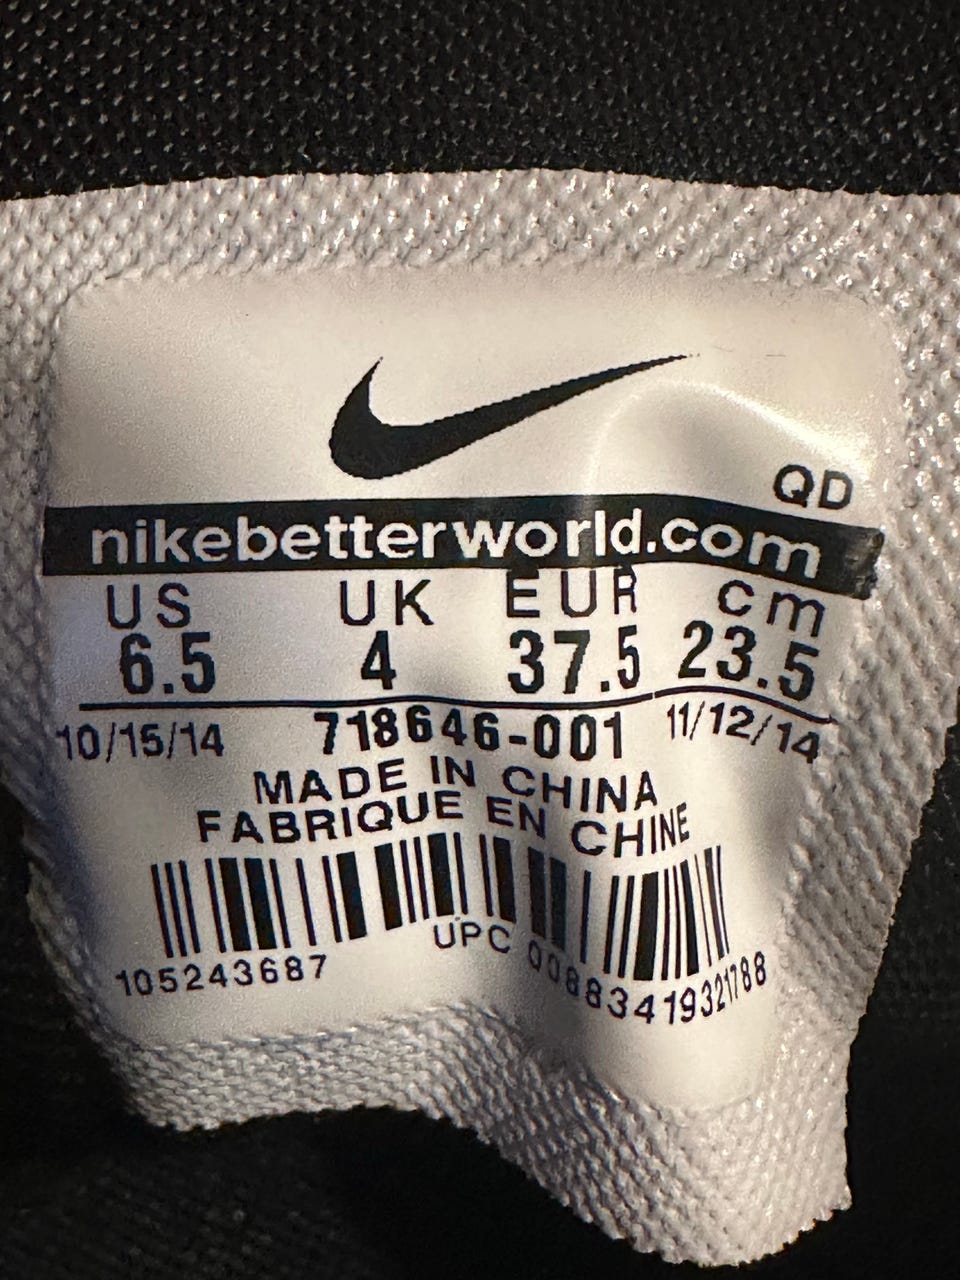 QD
nikebetterworld.com
US UK EUR cm
6.5 4 37.5 23.5
10/15/14 718646-001 11/12/14
MADE IN CHINA
FABRIQUE EN CHINE
105243687 UPC 00883419321788